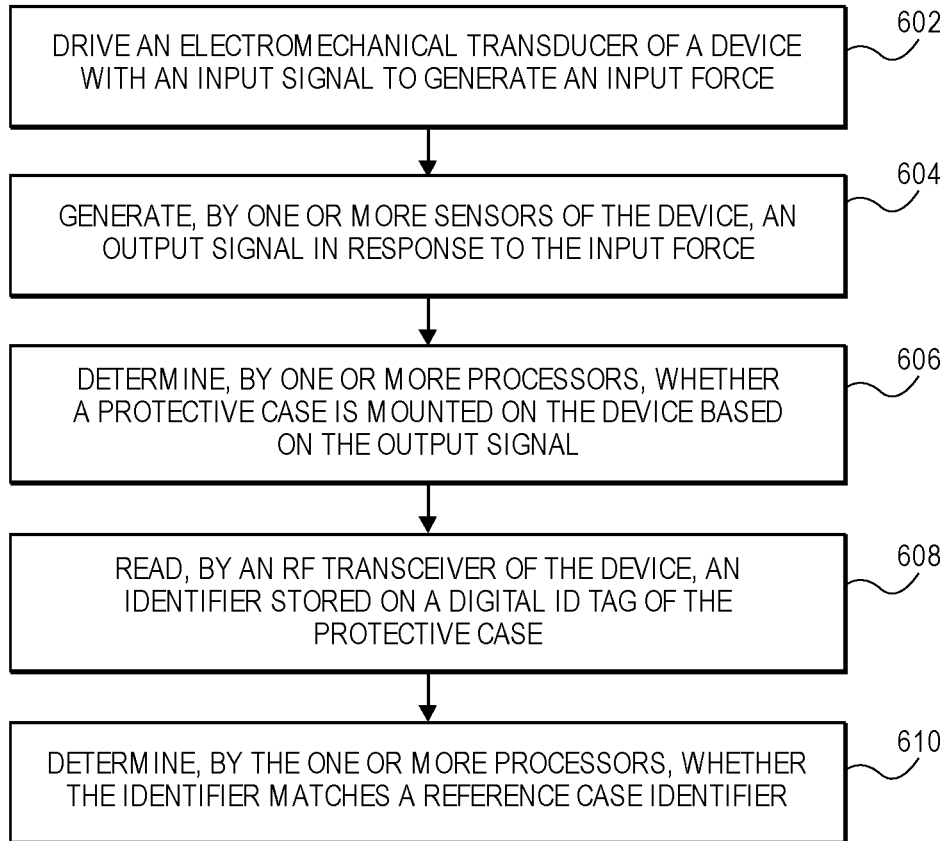 DRIVE AN ELECTROMECHANICAL TRANSDUCER OF A DEVICE
WITH AN INPUT SIGNAL TO GENERATE AN INPUT FORCE
602
GENERATE, BY ONE OR MORE SENSORS OF THE DEVICE, AN
OUTPUT SIGNAL IN RESPONSE TO THE INPUT FORCE
604
DETERMINE, BY ONE OR MORE PROCESSORS, WHETHER
A PROTECTIVE CASE IS MOUNTED ON THE DEVICE BASED
ON THE OUTPUT SIGNAL
606
READ, BY AN RF TRANSCEIVER OF THE DEVICE, AN
IDENTIFIER STORED ON A DIGITAL ID TAG OF THE
PROTECTIVE CASE
608
DETERMINE, BY THE ONE OR MORE PROCESSORS, WHETHER
THE IDENTIFIER MATCHES A REFERENCE CASE IDENTIFIER
610